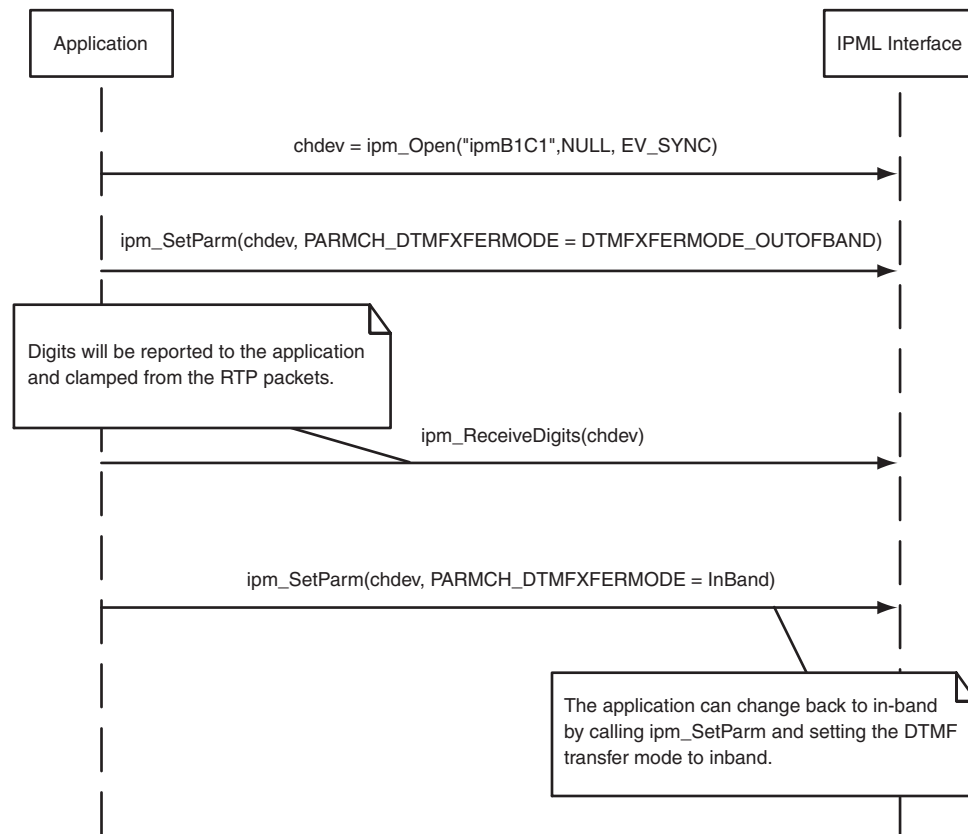 Application
IPML Interface
chdev = ipm_Open("ipmB1C1",NULL, EV_SYNC)
ipm_SetParm(chdev, PARMCH_DTMFXFERMODE = DTMFXFERMODE_OUTOFBAND)
Digits will be reported to the application
and clamped from the RTP packets.
ipm_ReceiveDigits(chdev)
ipm_SetParm(chdev, PARMCH_DTMFXFERMODE = InBand)
The application can change back to in-band
by calling ipm_SetParm and setting the DTMF
transfer mode to inband.